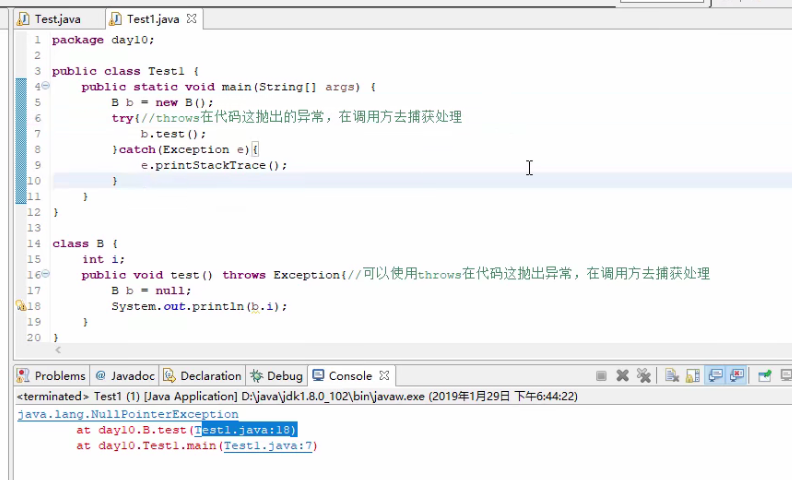 Test.java Test1.java
1 package day10;
2
3 public class Test1 {
4 public static void main(String[] args) {
5 B b = new B();
6 try{//throws在代码这抛出的异常，在调用方去捕获处理
7 b.test();
8 }catch(Exception e){
9 e.printStackTrace();
10 }
11 }
12 }
13
14 class B {
15 int i;
16 public void test() throws Exception{//可以使用throws在代码这抛出异常，在调用方去捕获处理
17 B b = null;
18 System.out.println(b.i);
19 }
20 }
Problems @ Javadoc Declaration Debug Console
<terminated> Test1 (1) [Java Application] D:\java\jdk1.8.0_102\bin\javaw.exe (2019年1月29日 下午6:44:22)
java.lang.NullPointerException
at day10.B.test(Test1.java:18)
at day10.Test1.main(Test1.java:7)